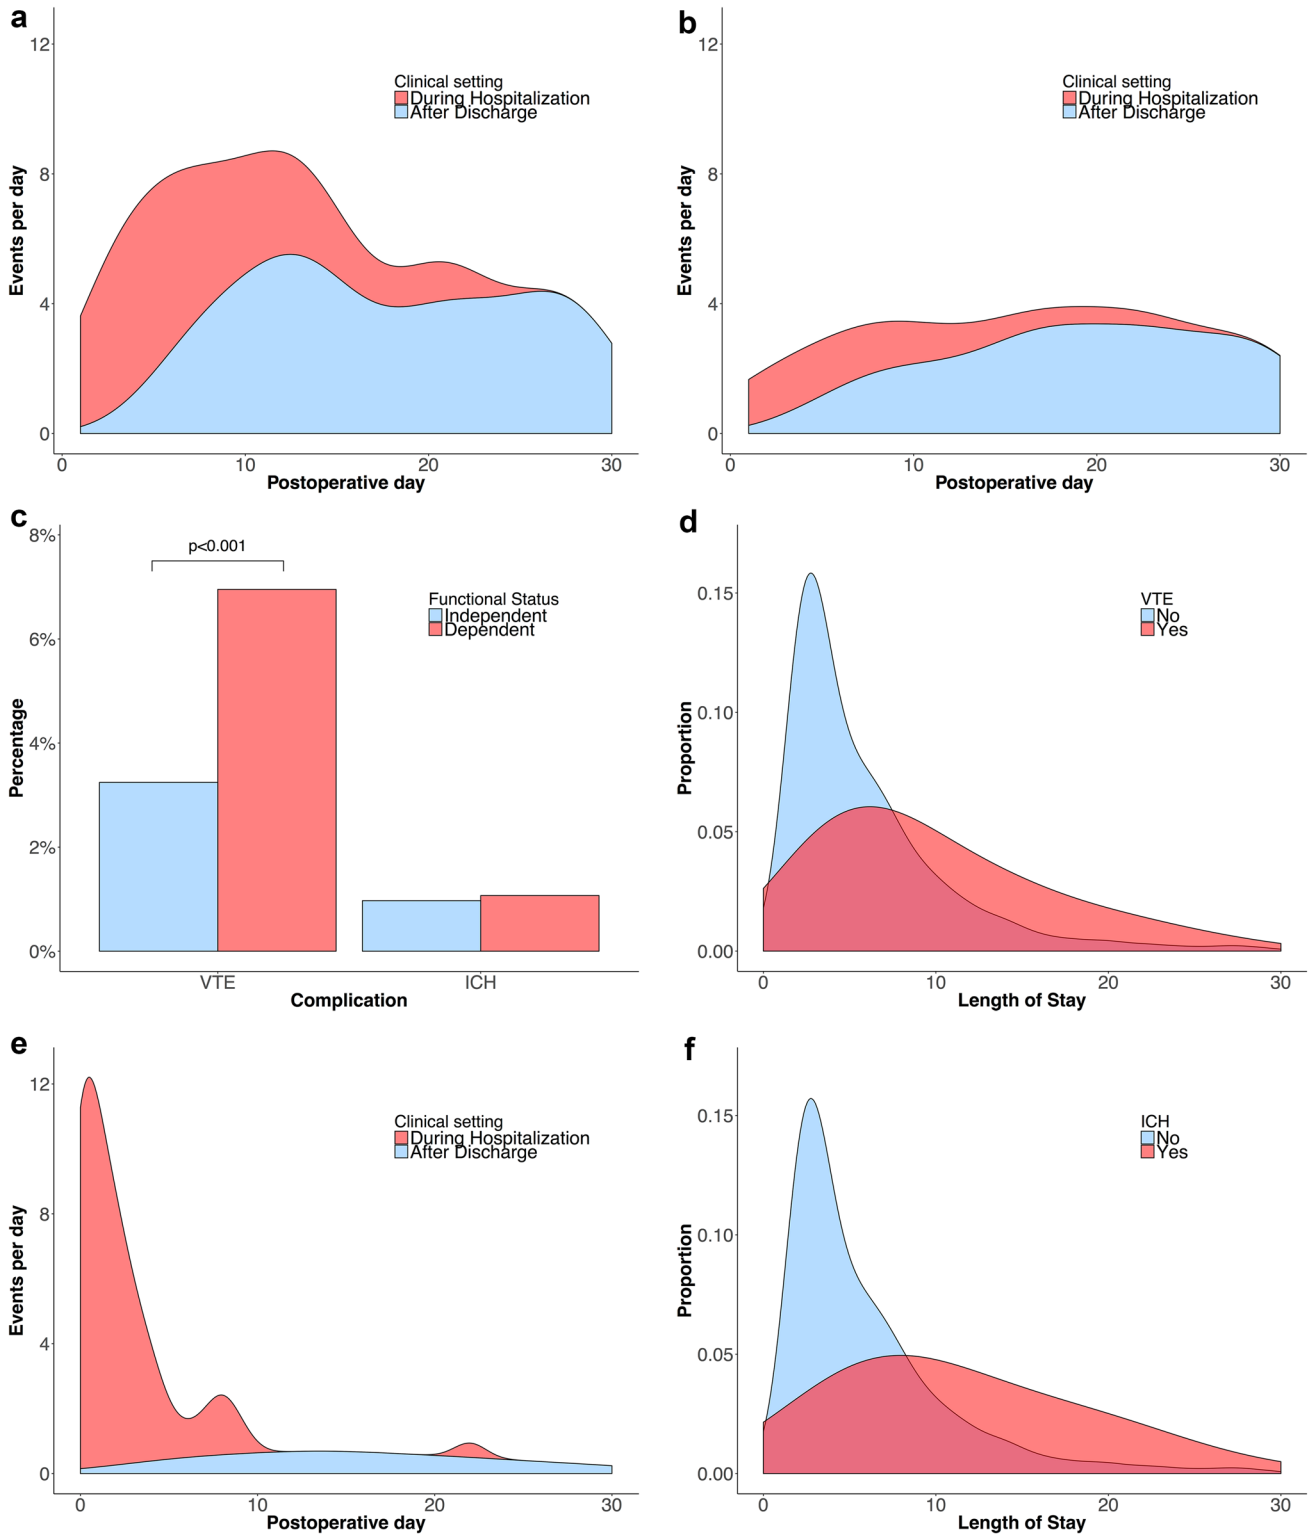 a
12
8
4
0
Events per day
Clinical setting
During Hospitalization
After Discharge
0 10 20 30
Postoperative day
b
12
8
4
0
Events per day
Clinical setting
During Hospitalization
After Discharge
0 10 20 30
Postoperative day
c
8%
6%
4%
2%
0%
Percentage
p<0.001
Functional Status
Independent
Dependent
VTE ICH
Complication
d
0.15
0.10
0.05
0.00
Proportion
VTE
No
Yes
0 10 20 30
Length of Stay
e
12
8
4
0
Events per day
Clinical setting
During Hospitalization
After Discharge
0 10 20 30
Postoperative day
f
0.15
0.10
0.05
0.00
Proportion
ICH
No
Yes
0 10 20 30
Length of Stay